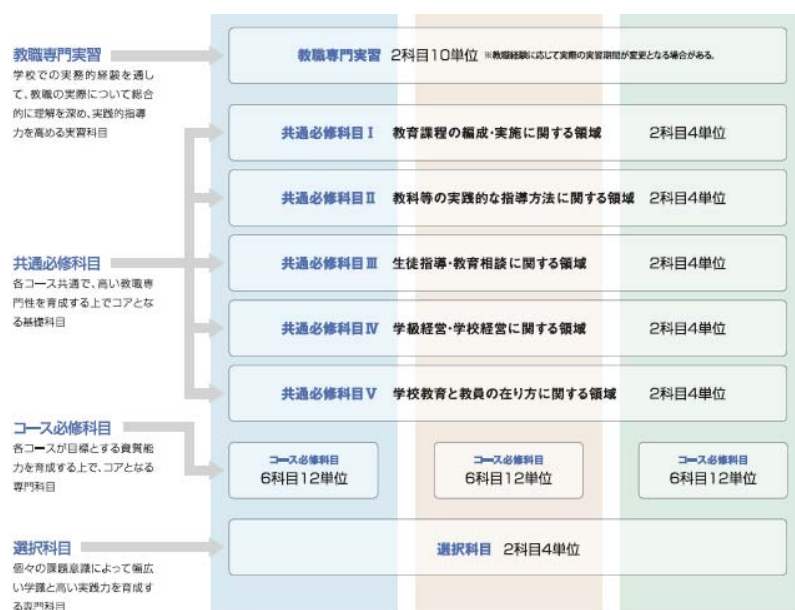 教職専門実習
学校での実務的経験を通し
て、教職の実際について総合
的に理解を深め、実践的指導
力を高める実習科目
教職専門実習 2科目10単位 ※教職経験に応じて実際の実習期間が変更となる場合がある。
共通必修科目Ⅰ 教育課程の編成・実施に関する領域 2科目4単位
共通必修科目Ⅱ 教科等の実践的な指導方法に関する領域 2科目4単位
共通必修科目
各コース共通で、高い教職専
門性を育成する上でコアとな
る基礎科目
共通必修科目Ⅲ 生徒指導・教育相談に関する領域 2科目4単位
共通必修科目Ⅳ 学級経営・学校経営に関する領域 2科目4単位
共通必修科目Ⅴ 学校教育と教員の在り方に関する領域 2科目4単位
コース必修科目
各コースが目標とする資質能
力を育成する上で、コアとなる
専門科目
コース必修科目
6科目12単位
コース必修科目
6科目12単位
コース必修科目
6科目12単位
選択科目
個々の課題意識によって幅広
い学識と高い実践力を育成す
る専門科目
選択科目 2科目4単位